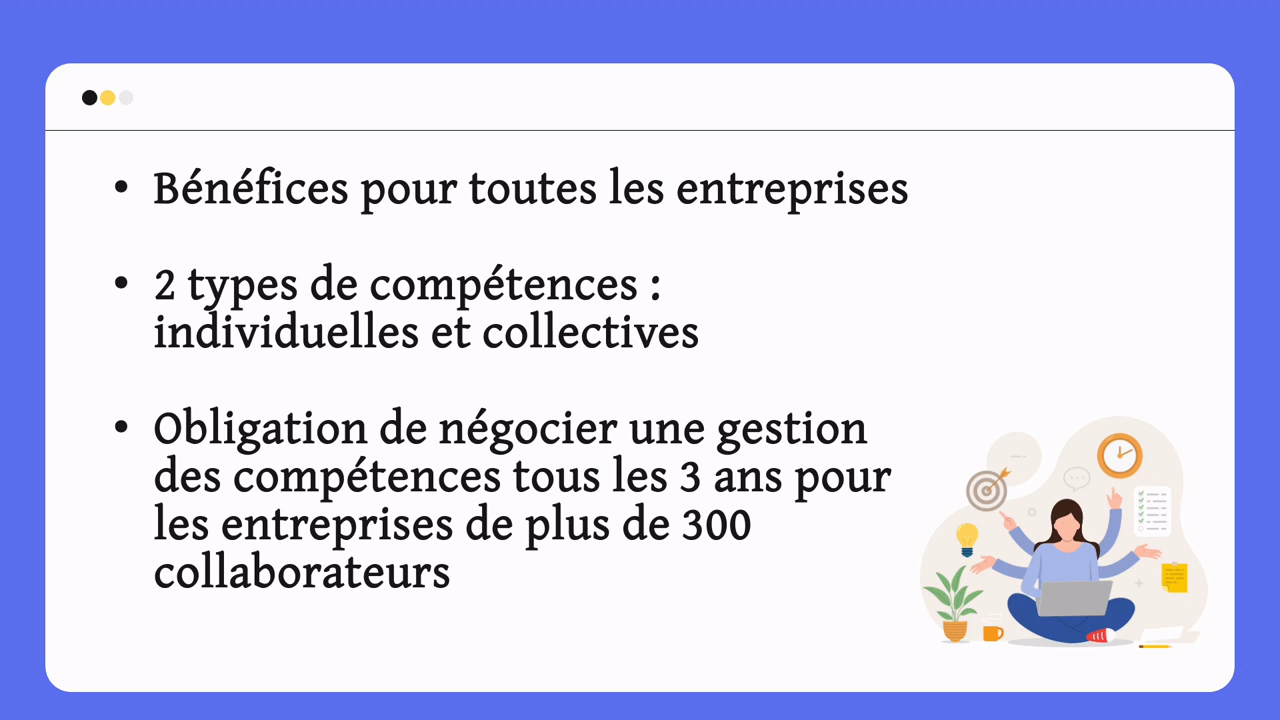 • Bénéfices pour toutes les entreprises
• 2 types de compétences :
individuelles et collectives
• Obligation de négocier une gestion
des compétences tous les 3 ans pour
les entreprises de plus de 300
collaborateurs